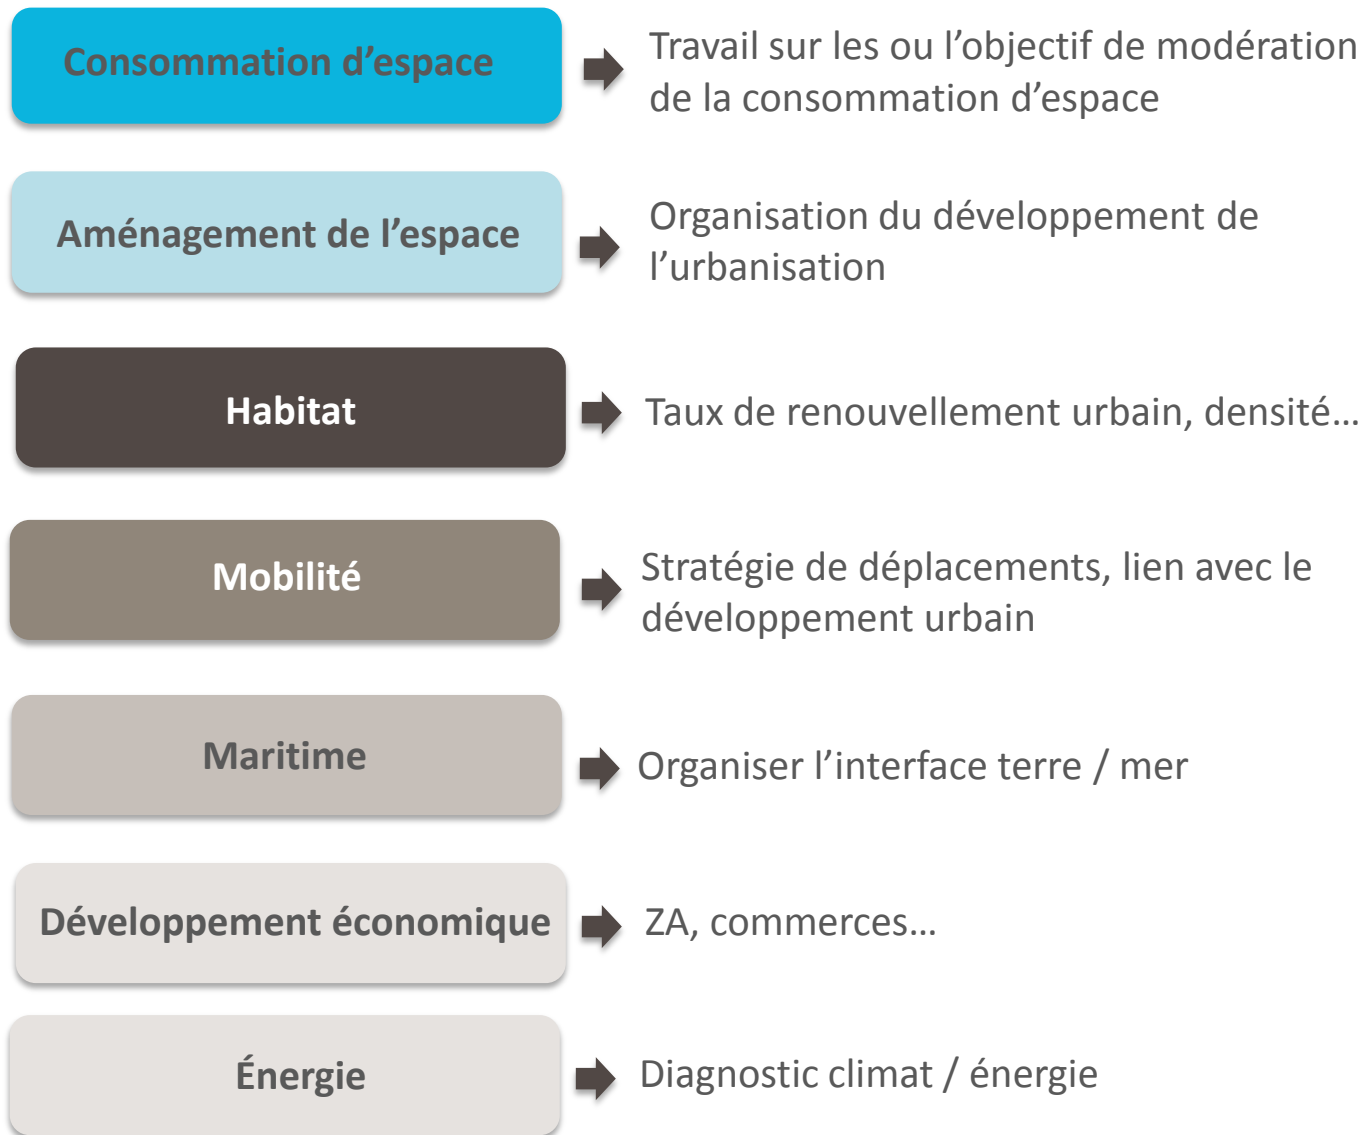 Consommation d’espace
Travail sur les ou l’objectif de modération
de la consommation d’espace
Aménagement de l’espace
Organisation du développement de
l’urbanisation
Habitat
Taux de renouvellement urbain, densité…
Mobilité
Stratégie de déplacements, lien avec le
développement urbain
Maritime
Organiser l’interface terre / mer
Développement économique
ZA, commerces…
Énergie
Diagnostic climat / énergie